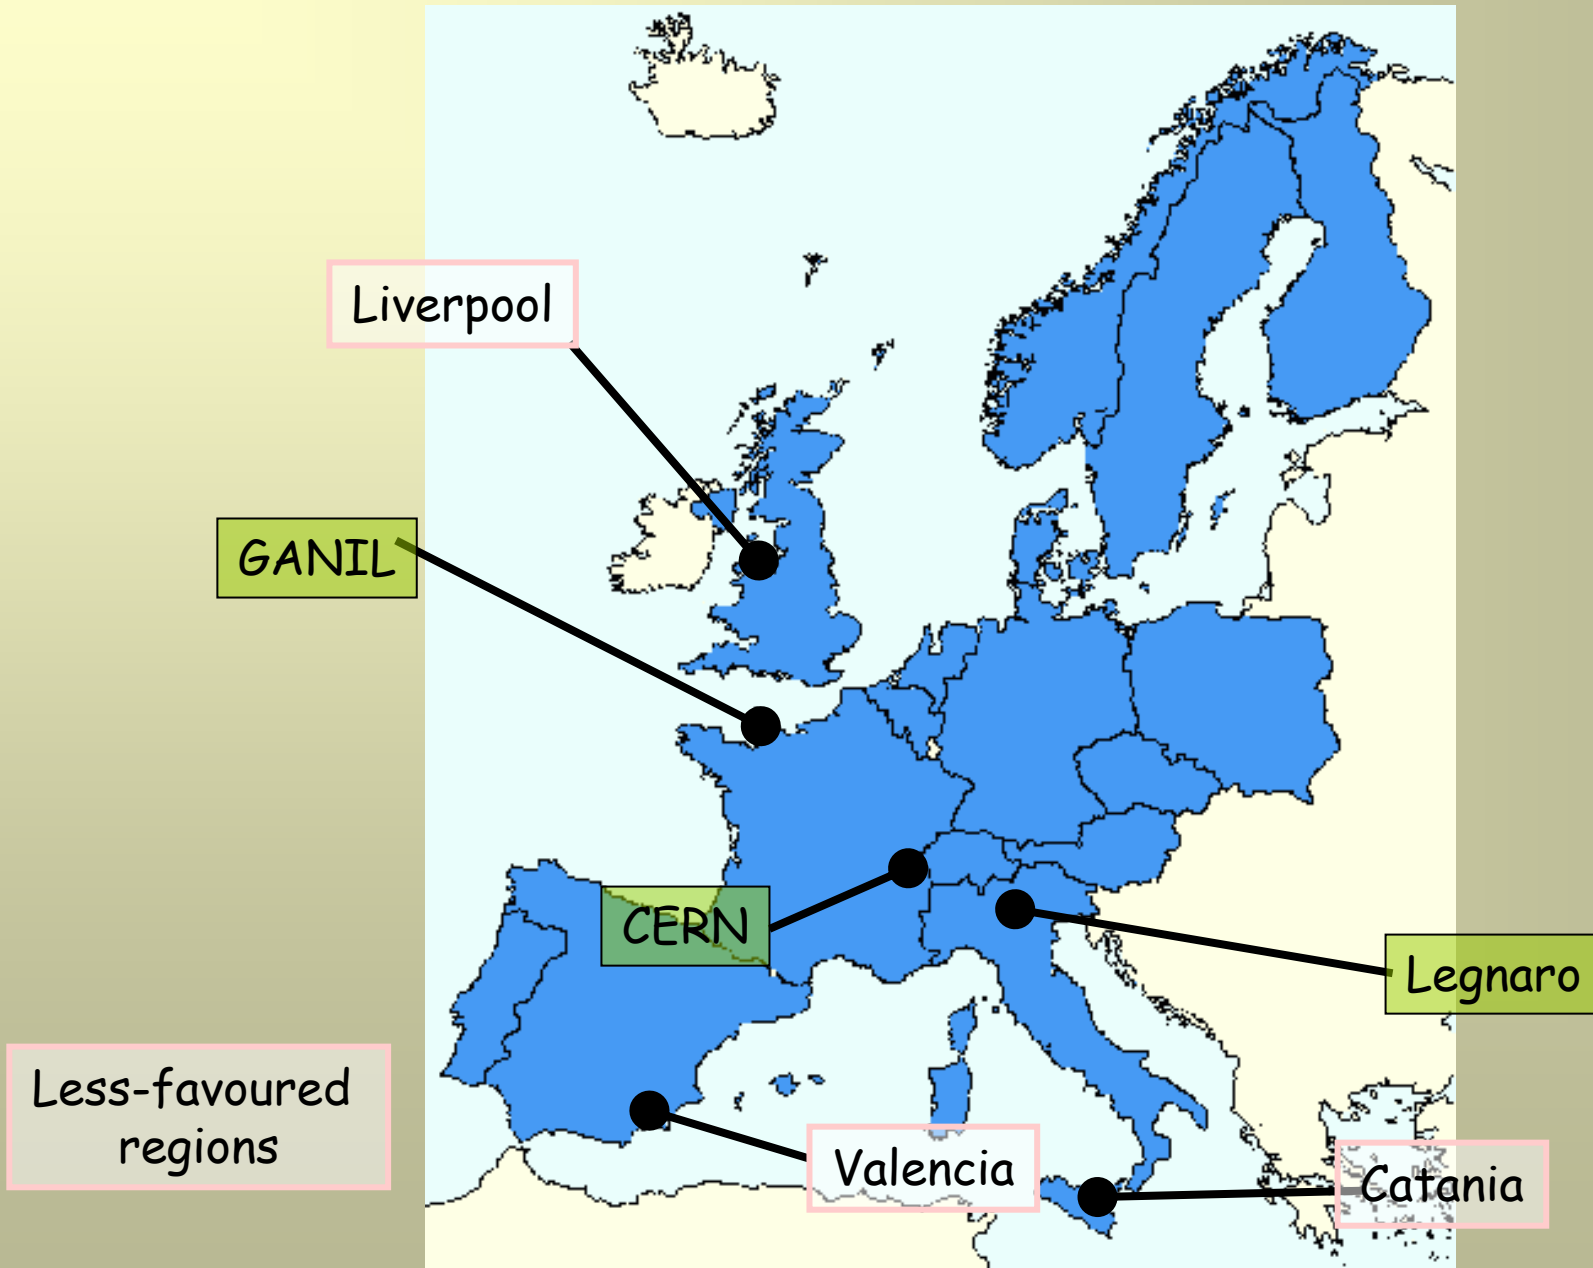 Liverpool
GANIL
CERN
Legnaro
Less-favoured
regions
Valencia
Catania